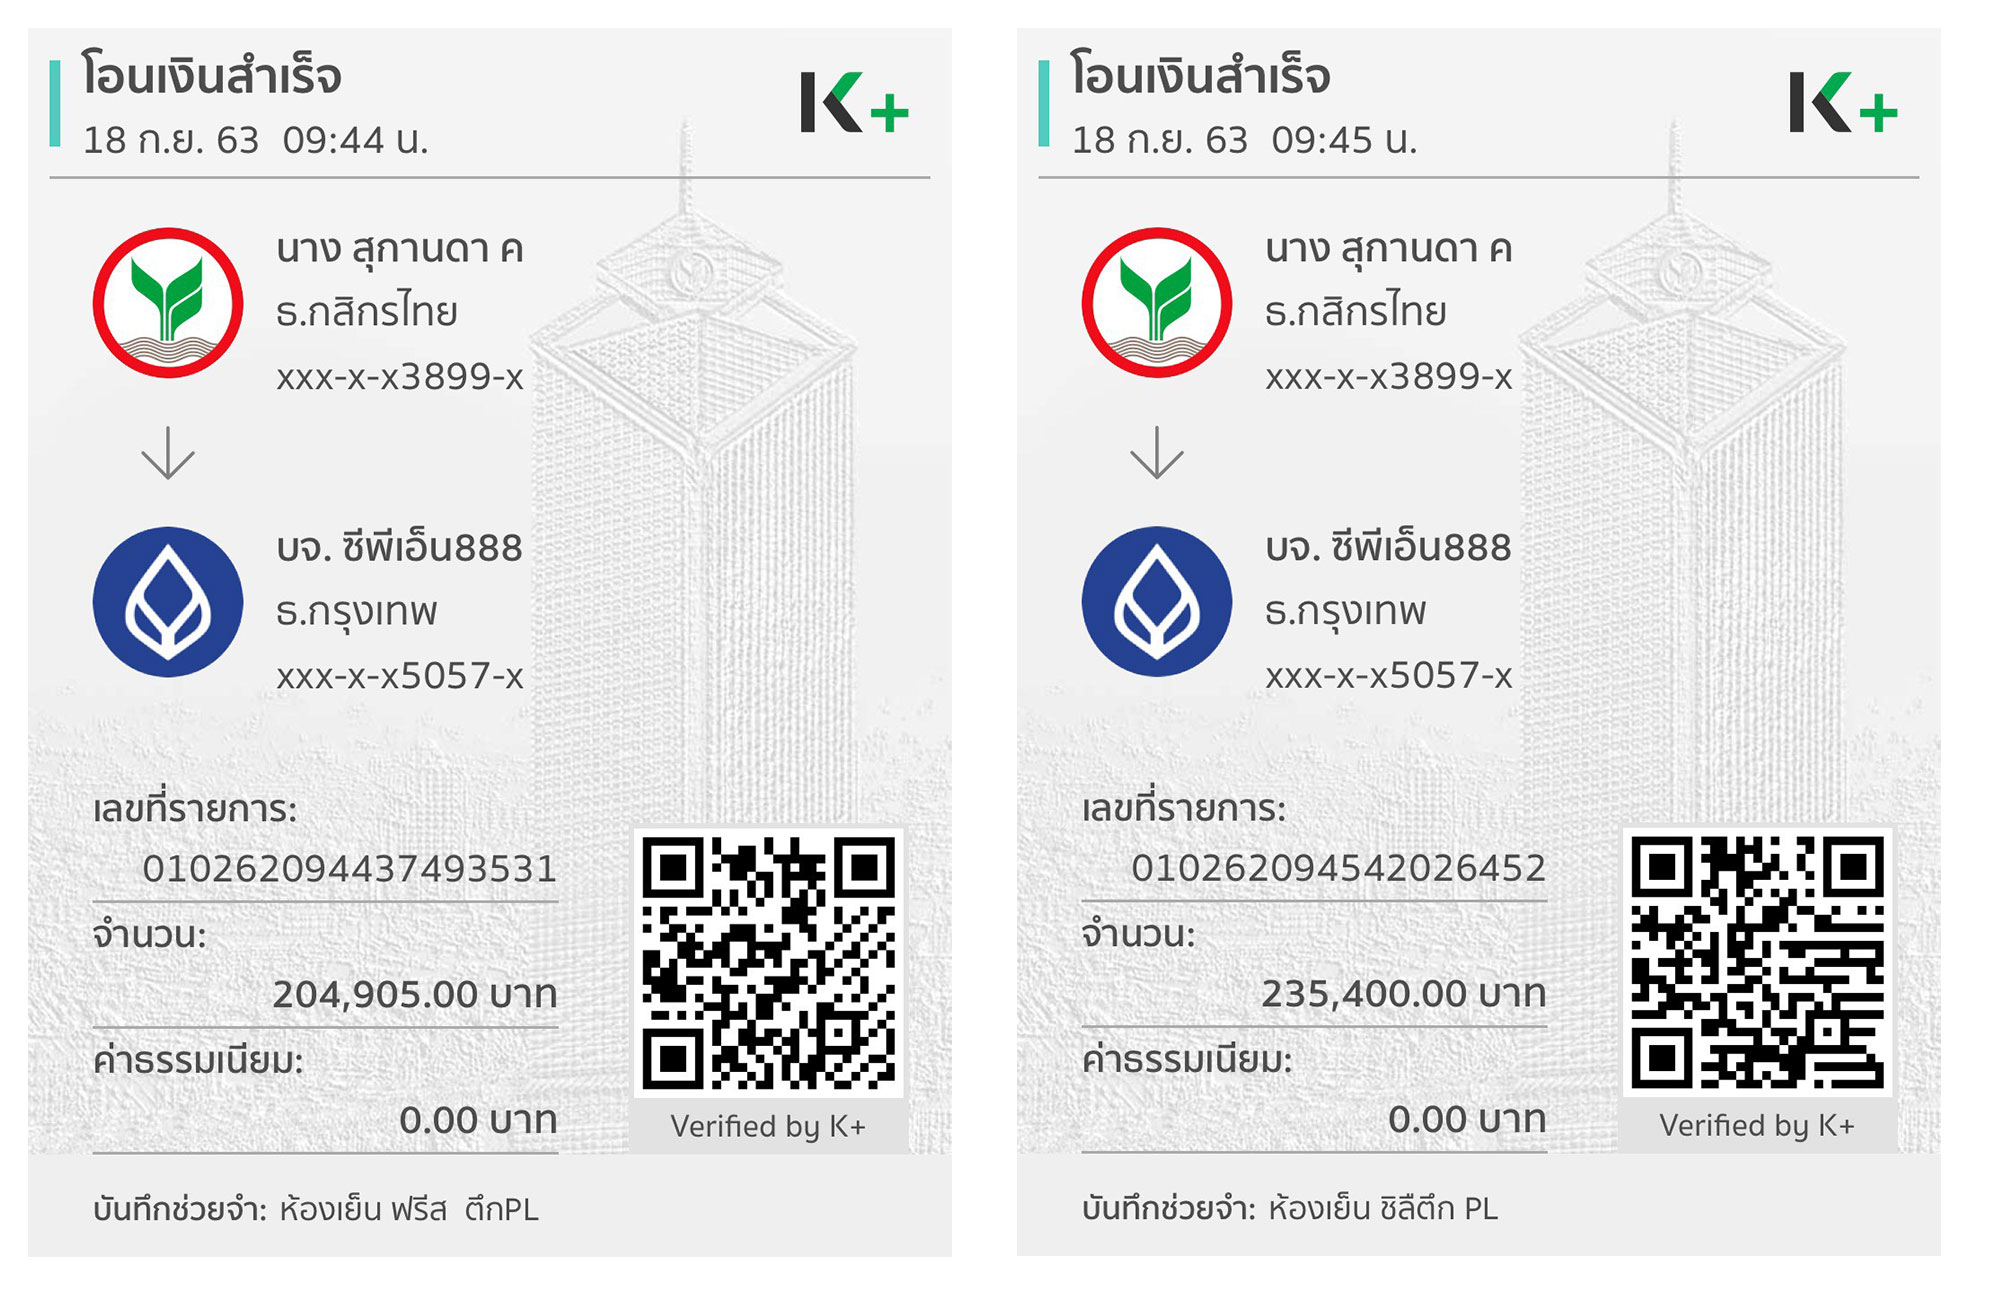 โอนเงินสำเร็จ
18 ก.ย. 63 09:44 น.
K+
นาง สุกานดา ค
ธ.กสิกรไทย
xxx-x-x3899-x
บจ. ซีพีเอ็น888
ธ.กรุงเทพ
xxx-x-x5057-x
เลขที่รายการ:
010262094437493531
จำนวน:
204,905.00 บาท
ค่าธรรมเนียม:
0.00 บาท
Verified by K+
บันทึกช่วยจำ: ห้องเย็น ฟรีส ตึกPL
โอนเงินสำเร็จ
18 ก.ย. 63 09:45 น.
K+
นาง สุกานดา ค
ธ.กสิกรไทย
xxx-x-x3899-x
บจ. ซีพีเอ็น888
ธ.กรุงเทพ
xxx-x-x5057-x
เลขที่รายการ:
010262094542026452
จำนวน:
235,400.00 บาท
ค่าธรรมเนียม:
0.00 บาท
Verified by K+
บันทึกช่วยจำ: ห้องเย็น ชิลืตึก PL